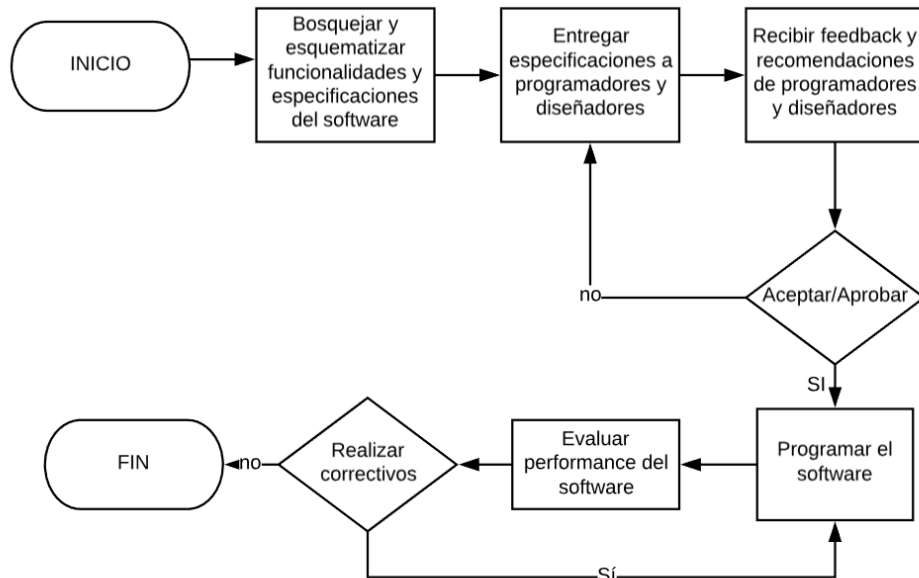 INICIO
Bosquejar y
esquematizar
funcionalidades y
especificaciones
del software
Entregar
especificaciones a
programadores y
diseñadores
Recibir feedback y
recomendaciones
de programadores
y diseñadores
Aceptar/Aprobar
no
SI
Programar el
software
Evaluar
performance del
software
Realizar
correctivos
no
FIN
Sí